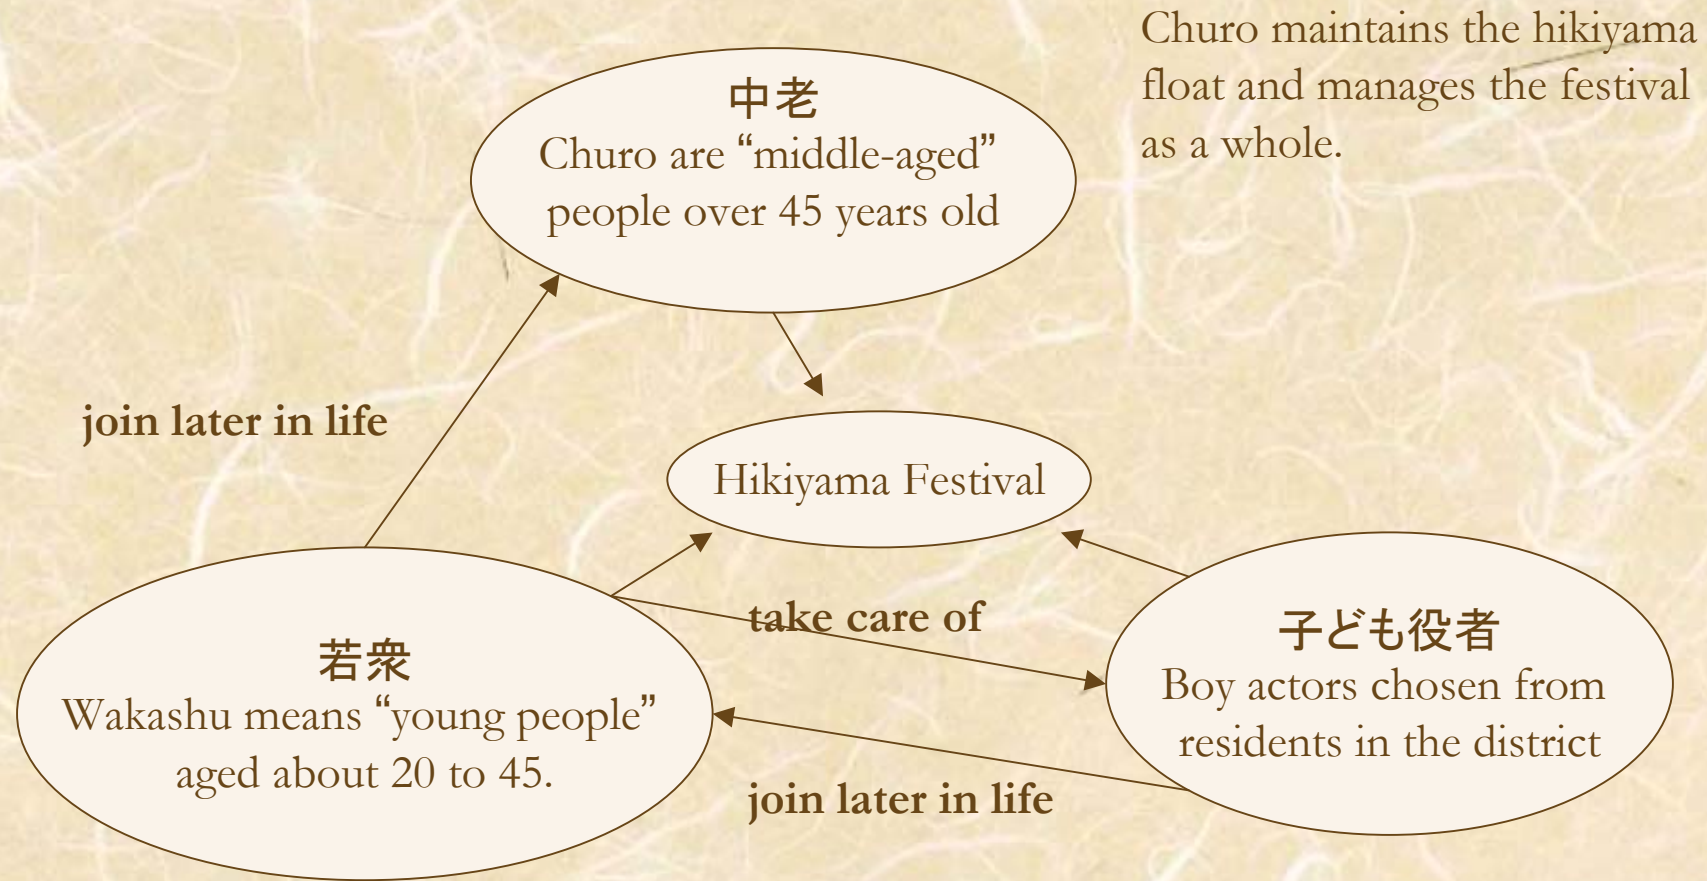 Churo maintains the hikiyama
float and manages the festival
as a whole.
中老
Churo are “middle-aged”
people over 45 years old
join later in life
Hikiyama Festival
take care of
若衆
Wakashu means “young people”
aged about 20 to 45.
子ども役者
Boy actors chosen from
residents in the district
join later in life